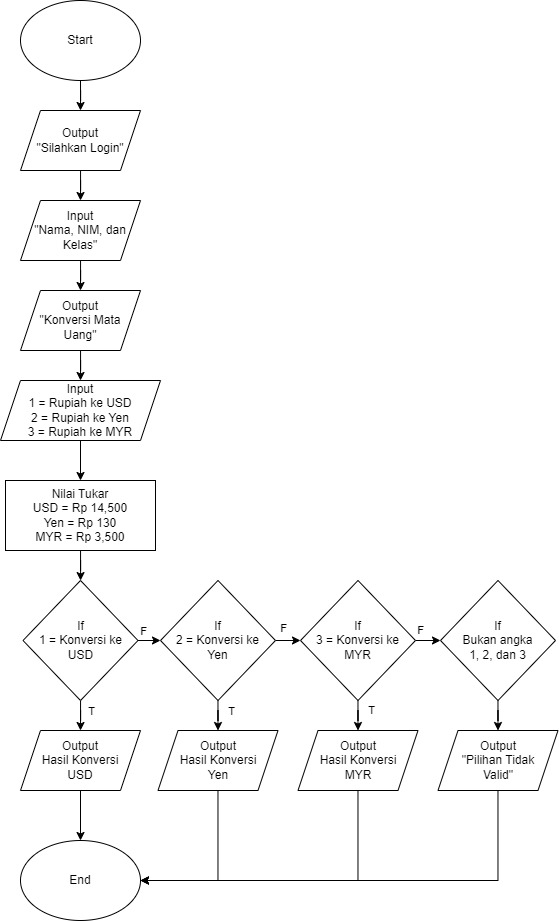 Start
Output
"Silahkan Login"
Input
"Nama, NIM, dan
Kelas"
Output
"Konversi Mata
Uang"
Input
1 = Rupiah ke USD
2 = Rupiah ke Yen
3 = Rupiah ke MYR
Nilai Tukar
USD = Rp 14,500
Yen = Rp 130
MYR = Rp 3,500
If
1 = Konversi ke
USD
F
If
2 = Konversi ke
Yen
F
If
3 = Konversi ke
MYR
F
If
Bukan angka
1, 2, dan 3
T
T
T
Output
Hasil Konversi
USD
Output
Hasil Konversi
Yen
Output
Hasil Konversi
MYR
Output
"Pilihan Tidak
Valid"
End